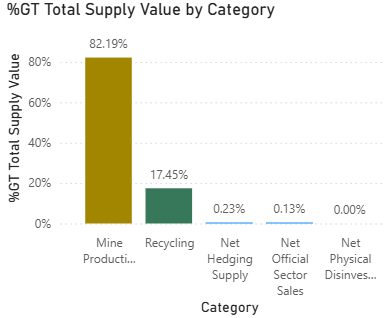 %GT Total Supply Value by Category
82.19%
17.45%
0.23%
0.13%
0.00%
80%
60%
40%
20%
0%
%GT Total Supply Value
Mine
Producti...
Recycling
Net
Hedging
Supply
Net
Official
Sector
Sales
Net
Physical
Disinves...
Category